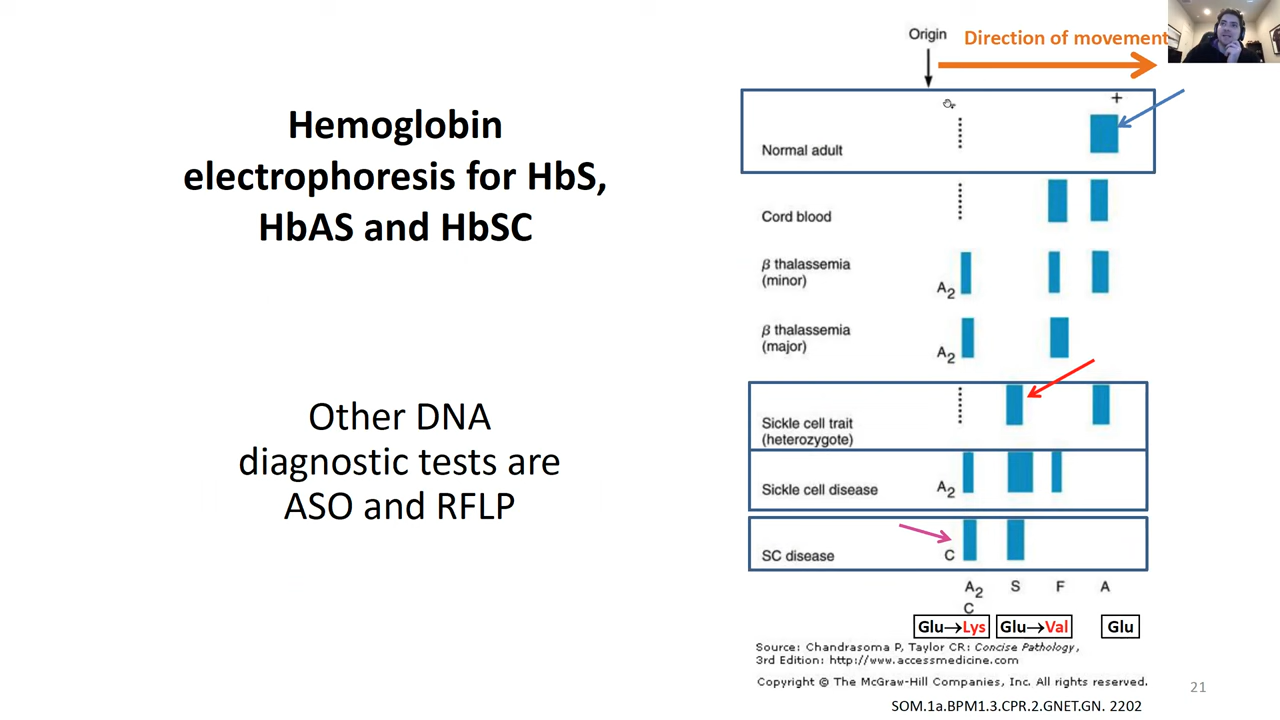 Hemoglobin
electrophoresis for HbS,
HbAS and HbSC
Other DNA
diagnostic tests are
ASO and RFLP
Origin
Direction of movement
+
Normal adult
Cord blood
β thalassemia
(minor)
A2
β thalassemia
(major)
A2
Sickle cell trait
(heterozygote)
Sickle cell disease
A2
SC disease
C
A2 S F A
C
Glu→Lys Glu→Val Glu
Source: Chandrasoma P, Taylor CR: Concise Pathology,
3rd Edition: http://www.accessmedicine.com
Copyright © The McGraw-Hill Companies, Inc. All rights reserved.
21
SOM.1a.BPM1.3.CPR.2.GNET.GN. 2202